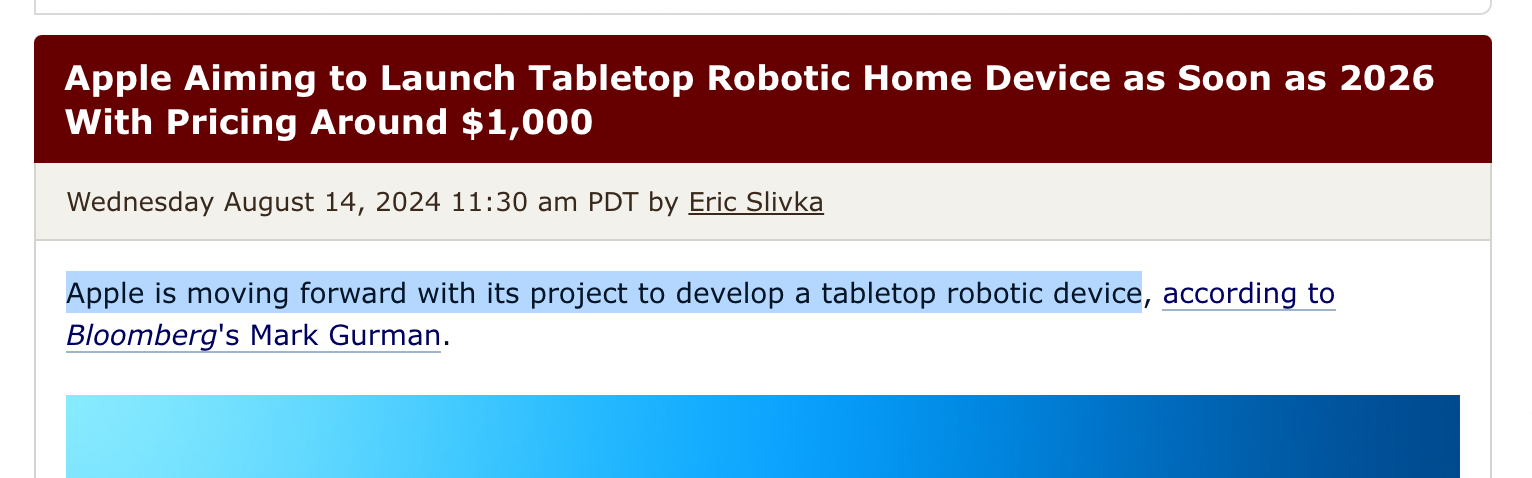 Apple Aiming to Launch Tabletop Robotic Home Device as Soon as 2026
With Pricing Around $1,000
Wednesday August 14, 2024 11:30 am PDT by Eric Slivka
Apple is moving forward with its project to develop a tabletop robotic device, according to
Bloomberg's Mark Gurman.